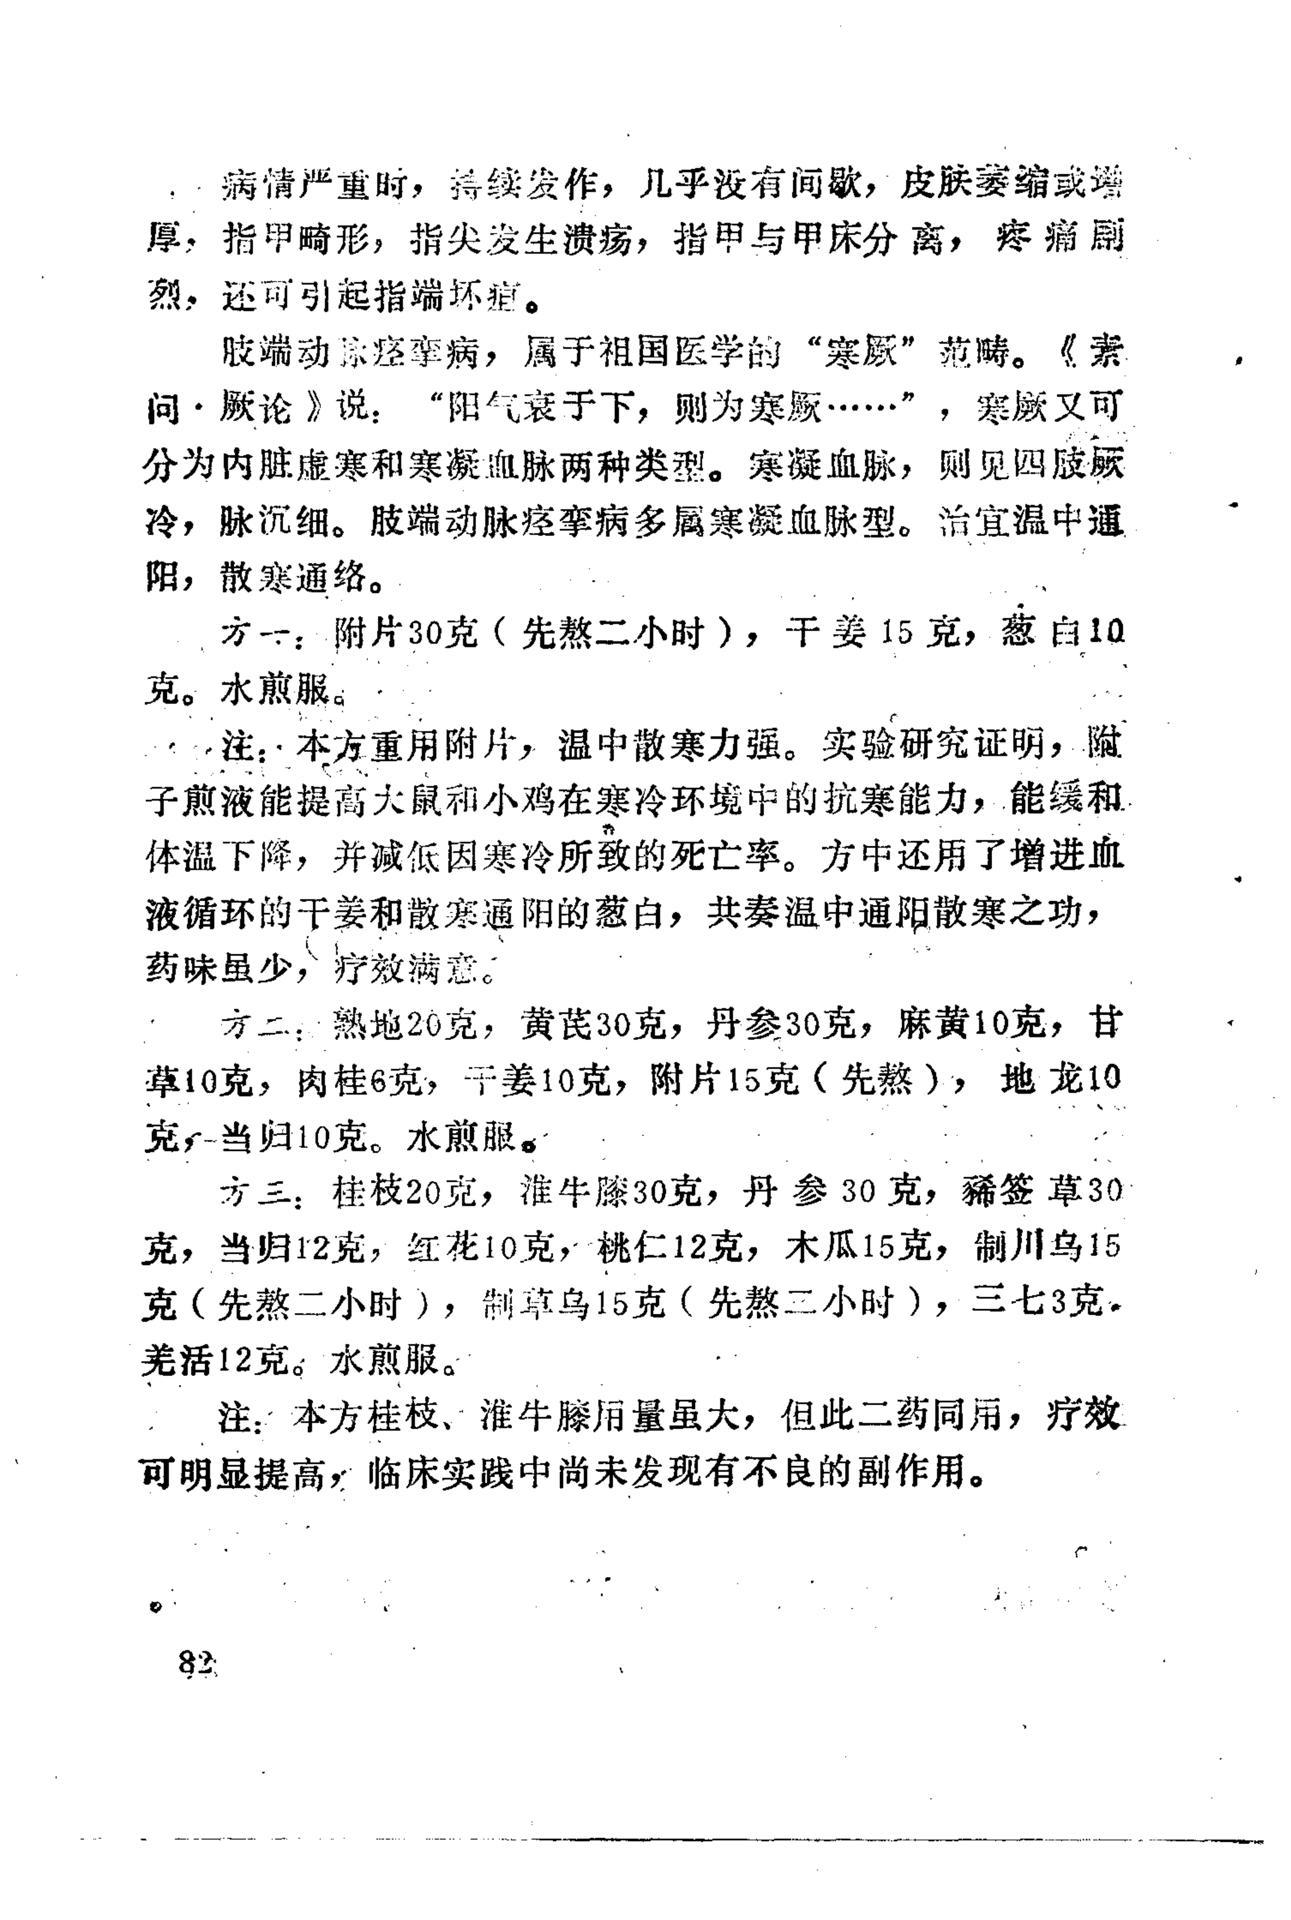 病情严重时，持续发作，几乎没有间歇，皮肤萎缩或增
厚，指甲畸形，指尖发生溃疡，指甲与甲床分离，疼痛剧
烈，还可引起指端坏疽。
肢端动脉痉挛病，属于祖国医学的“寒厥”范畴。《素
问·厥论》说：“阳气衰于下，则为寒厥……”，寒厥又可
分为内脏虚寒和寒凝血脉两种类型。寒凝血脉，则见四肢厥
冷，脉沉细。肢端动脉痉挛病多属寒凝血脉型。治宜温中通
阳，散寒通络。
方一：附片30克（先熬二小时），干姜15克，葱白10
克。水煎服。
注：本方重用附片，温中散寒力强。实验研究证明，附
子煎液能提高大鼠和小鸡在寒冷环境中的抗寒能力，能缓和
体温下降，并减低因寒冷所致的死亡率。方中还用了增进血
液循环的干姜和散寒通阳的葱白，共奏温中通阳散寒之功，
药味虽少，疗效满意。
方二：熟地20克，黄芪30克，丹参30克，麻黄10克，甘
草10克，肉桂6克，干姜10克，附片15克（先熬），地龙10
克，当归10克。水煎服。
方三：桂枝20克，淮牛膝30克，丹参30克，豨签草30
克，当归12克，红花10克，桃仁12克，木瓜15克，制川乌15
克（先熬二小时），制草乌15克（先熬二小时），三七3克，
羌活12克。水煎服。
注：本方桂枝、淮牛膝用量虽大，但此二药同用，疗效
可明显提高，临床实践中尚未发现有不良的副作用。
82